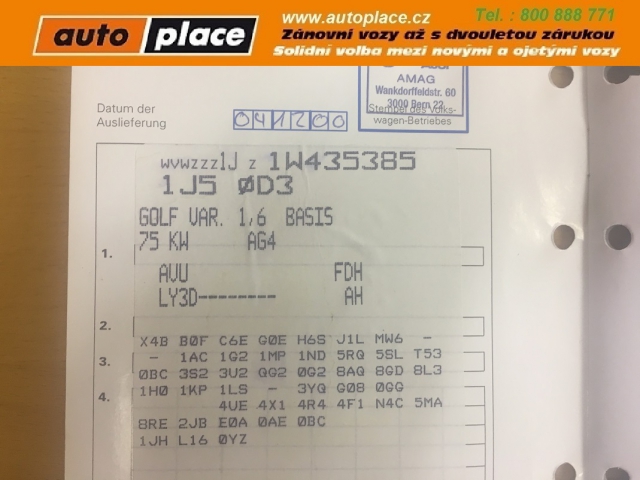 auto place
www.autoplace.cz
Tel. : 800 888 771
Zánovní vozy až s dvouletou zárukou
Solidní volba mezi novými a ojetými vozy
AMAG
Wankdorffeldstr. 60
3000 Bern 22
Stempel des Volks-
wagen-Betriebes
Datum der
Auslieferung
041200
WVWZZZ1J Z 1W435385
1J5 0D3
GOLF VAR. 1,6 BASIS
75 KW AG4
1.
AVU FDH
LY3D-------- AH
2.
X4B B0F C6E G0E H6S J1L MW6 -
- 1AC 1G2 1MP 1ND 5RQ 5SL T53
3.
0BC 3S2 3U2 QG2 0G2 8AQ 8GD 8L3
1H0 1KP 1LS - 3YQ G08 0GG
4.
4UE 4X1 4R4 4F1 N4C 5MA
8RE 2JB E0A 0AE 0BC
1JH L16 0YZ